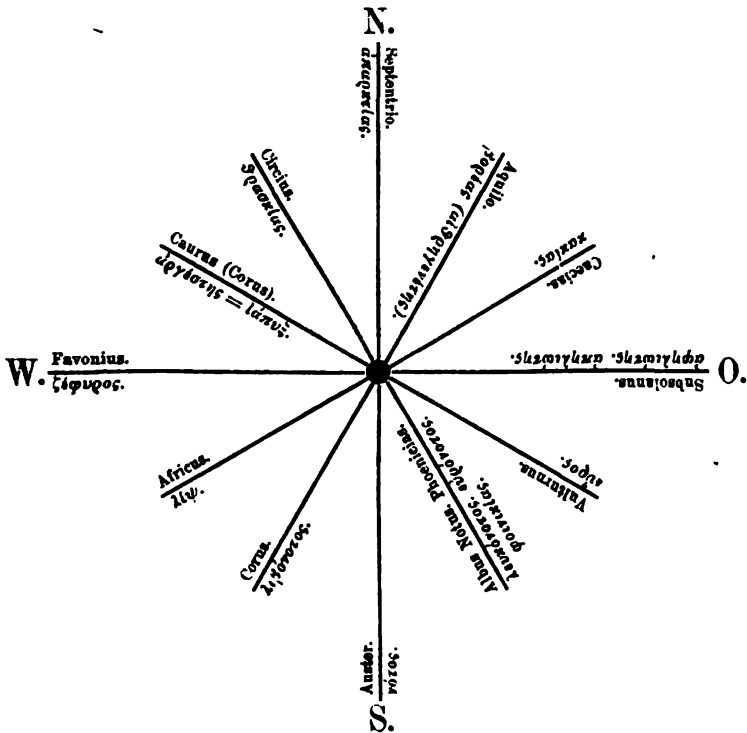 N.
Septentrio.
ἀπαρκτίας.
Circius.
θρασκίας.
Aquilo.
Caurus (Corus).
ἀργέστης = ἰάπυξ.
Caecias.
καικίας.
W.
Favonius.
ζέφυρος.
ἀπηλιώτης. ἀφηλιώτης.
Subsolanus.
O.
Africus.
λίψ.
εὖρος.
Vulturnus.
Albus Notus. Phoenicias.
λευκόνοτος. εὐρόνοτος.
φοινικίας.
Corus.
λιβόνοτος.
Auster.
νότος.
S.